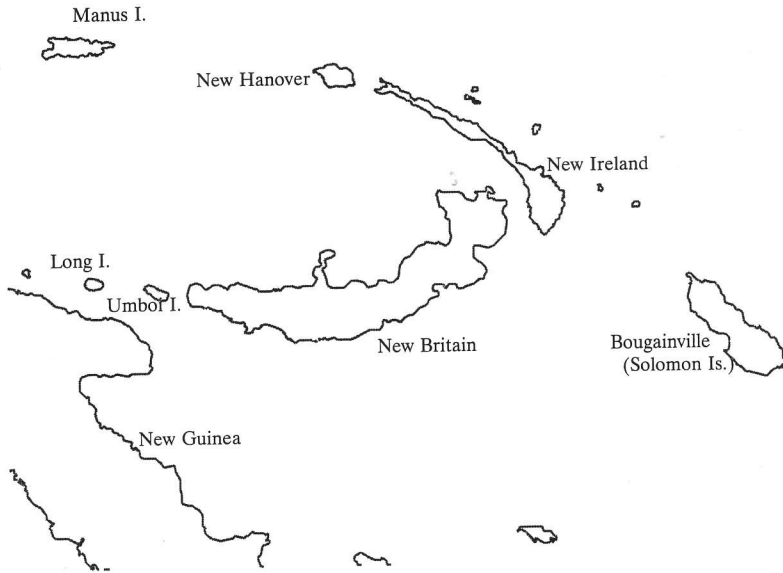 Manus I.
New Hanover
New Ireland
Long I.
Umboi I.
New Britain
Bougainville
(Solomon Is.)
New Guinea